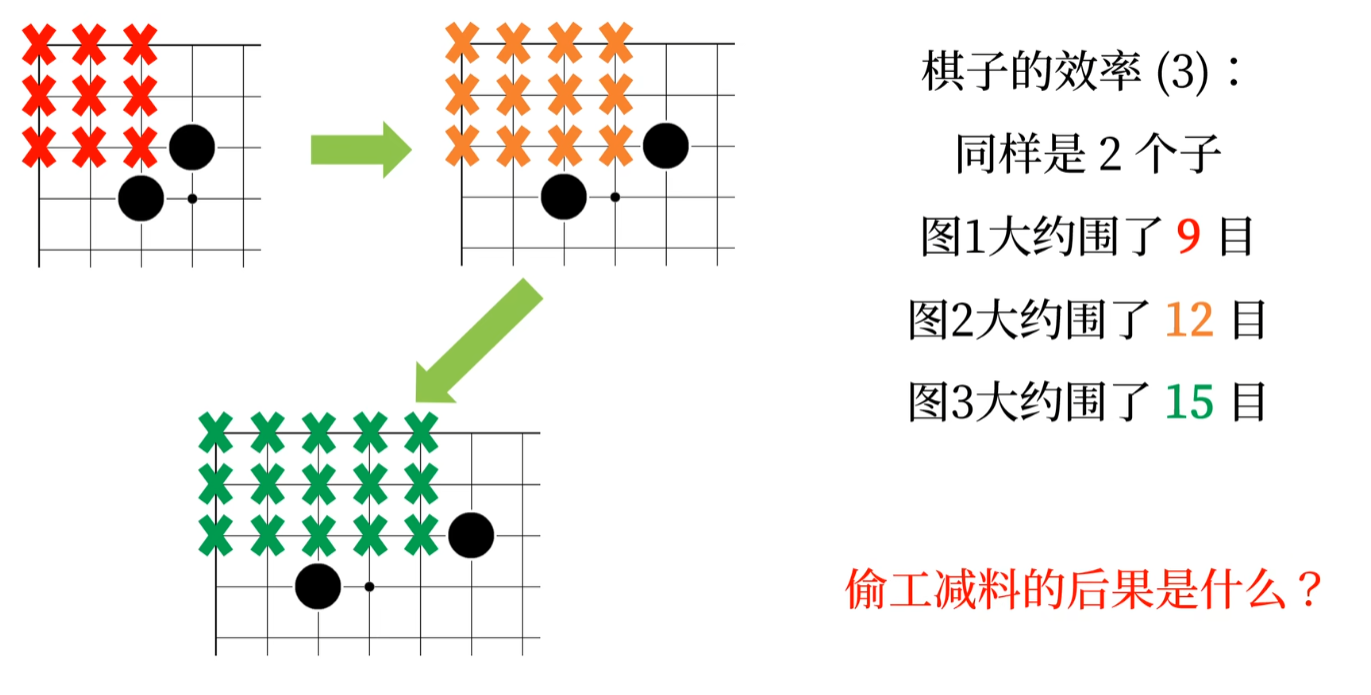 棋子的效率 (3)：
同样是 2 个子
图1大约围了 9 目
图2大约围了 12 目
图3大约围了 15 目
偷工减料的后果是什么？